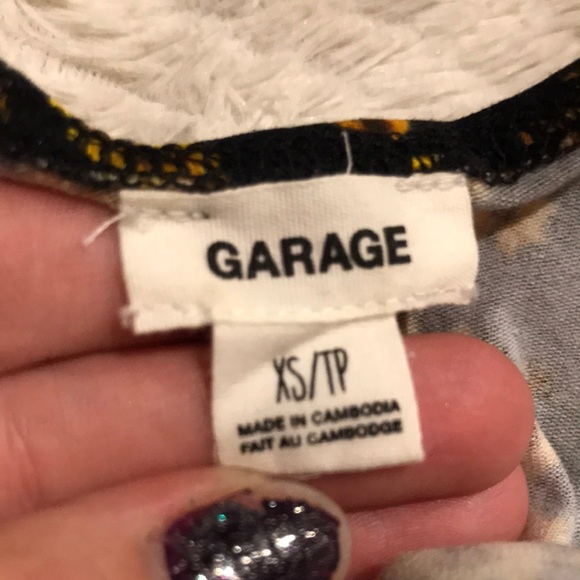 GARAGE
XS/TP
MADE IN CAMBODIA
FAIT AU CAMBODGE